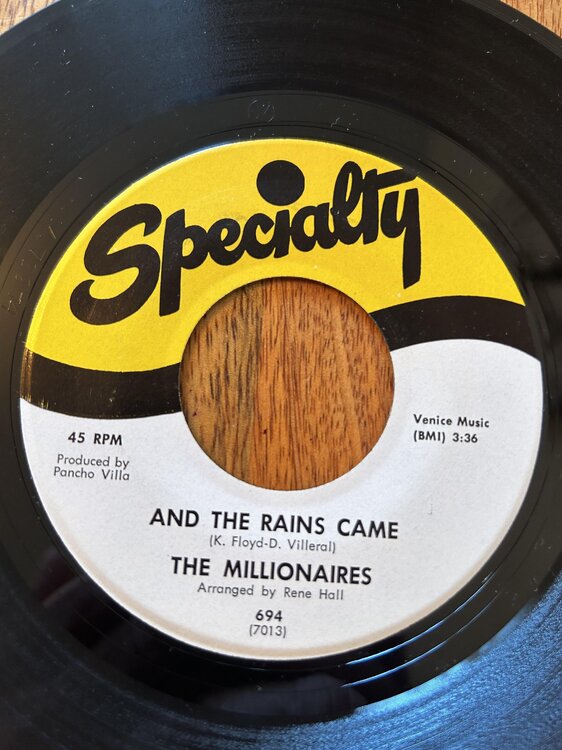 Specialty
45 RPM
Produced by
Pancho Villa
Venice Music
(BMI) 3:36
AND THE RAINS CAME
(K. Floyd-D. Villeral)
THE MILLIONAIRES
Arranged by Rene Hall
694
(7013)